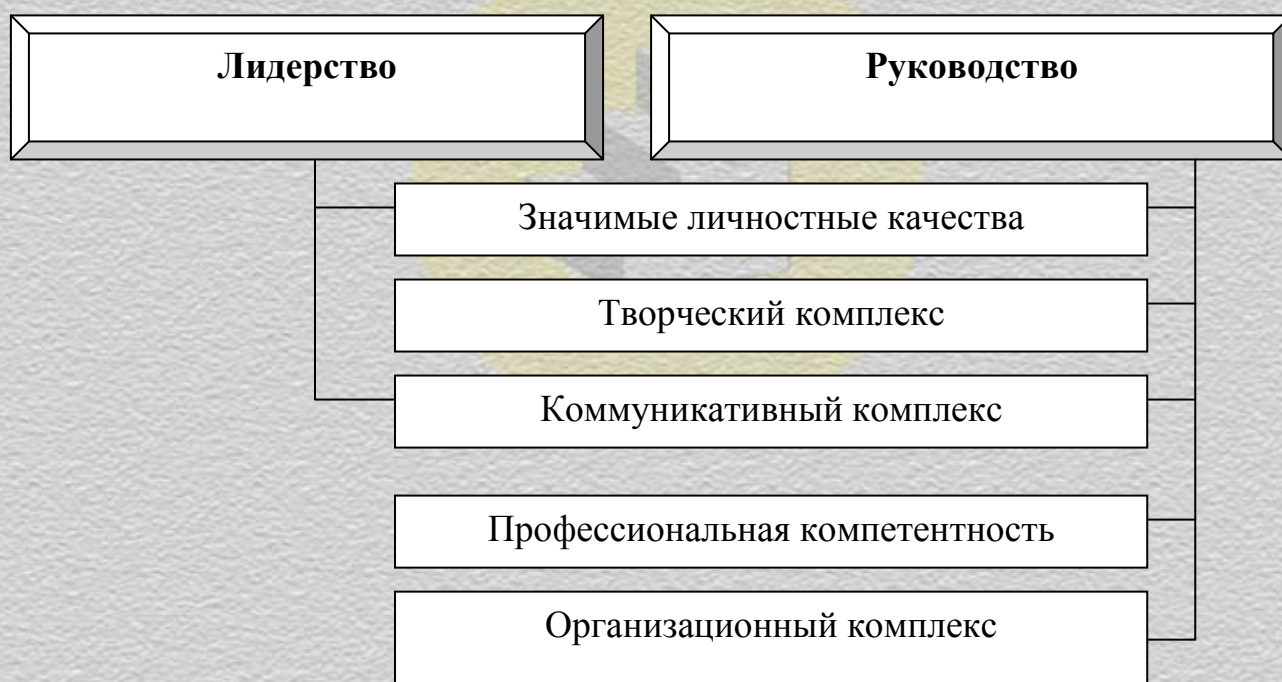 Лидерство
Руководство
Значимые личностные качества
Творческий комплекс
Коммуникативный комплекс
Профессиональная компетентность
Организационный комплекс